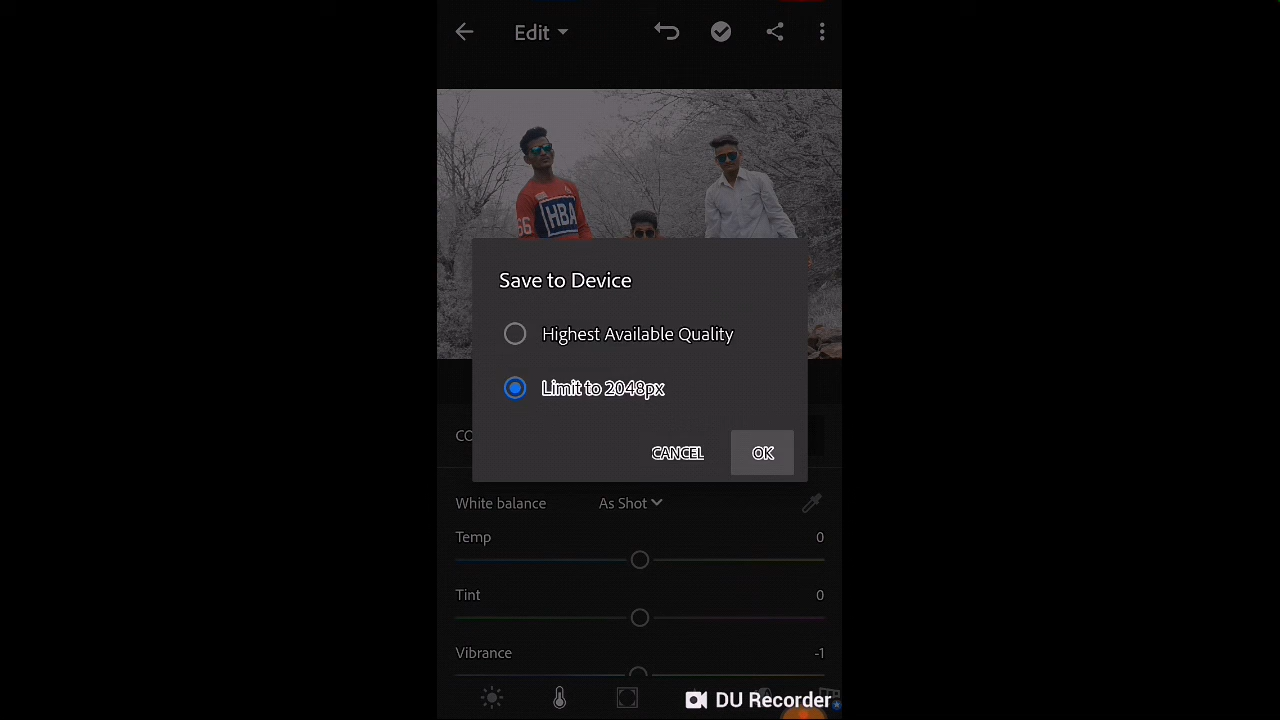 Edit
66
HBA
Save to Device
Highest Available Quality
Limit to 2048px
CANCEL OK
CO
White balance As Shot
Temp 0
Tint 0
Vibrance -1
DU Recorder